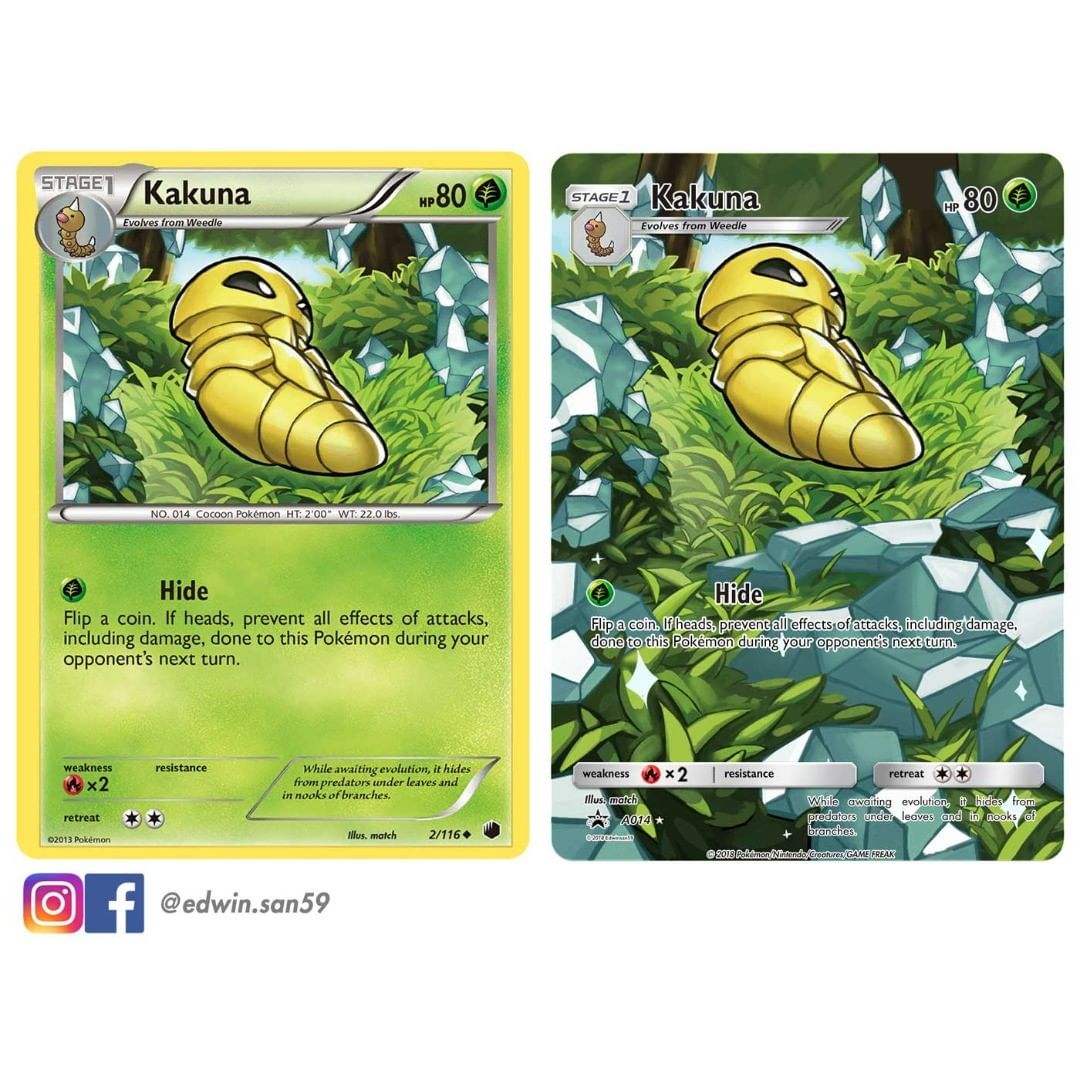 STAGE1
Kakuna
HP80
Evolves from Weedle
NO. 014 Cocoon Pokémon HT: 2'00" WT: 22.0 lbs.
Hide
Flip a coin. If heads, prevent all effects of attacks,
including damage, done to this Pokémon during your
opponent's next turn.
weakness
resistance
×2
While awaiting evolution, it hides
from predators under leaves and
in nooks of branches.
retreat
©2013 Pokémon
Illus. match
2/116
STAGE1
Kakuna
HP 80
Evolves from Weedle
Hide
Flip a coin. If heads, prevent all effects of attacks, including damage,
done to this Pokémon during your opponent's next turn.
weakness ×2 resistance
retreat
Illus. match
A014
©2018 Edwinsan59
While awaiting evolution, it hides from
predators under leaves and in nooks of
branches.
© 2018 Pokémon/Nintendo/Creatures/GAME FREAK
@edwin.san59